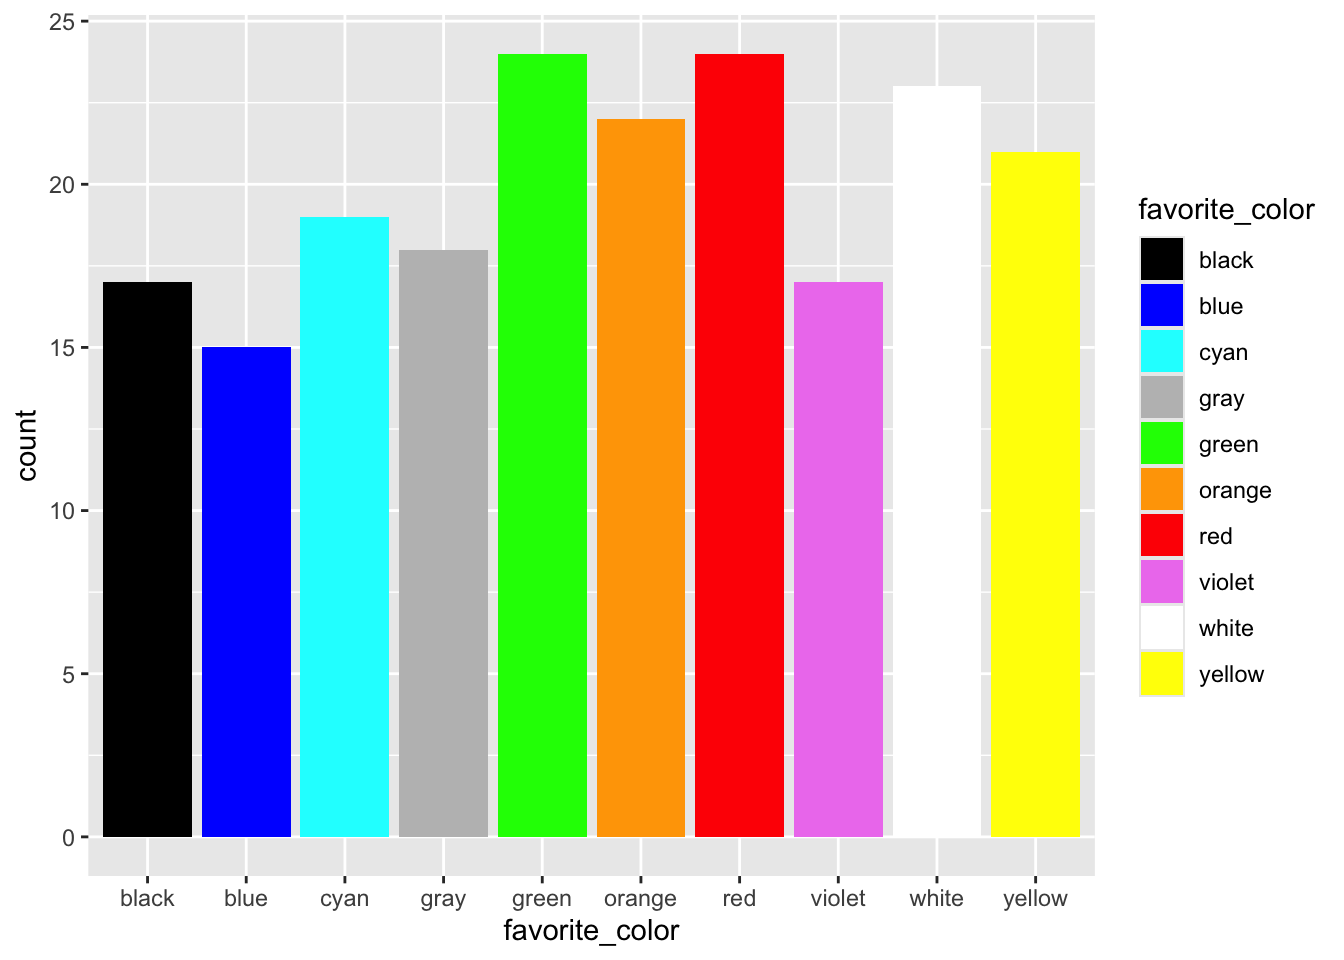 25
20
15
10
5
0
count
black blue cyan gray green orange red violet white yellow
favorite_color
favorite_color
black
blue
cyan
gray
green
orange
red
violet
white
yellow